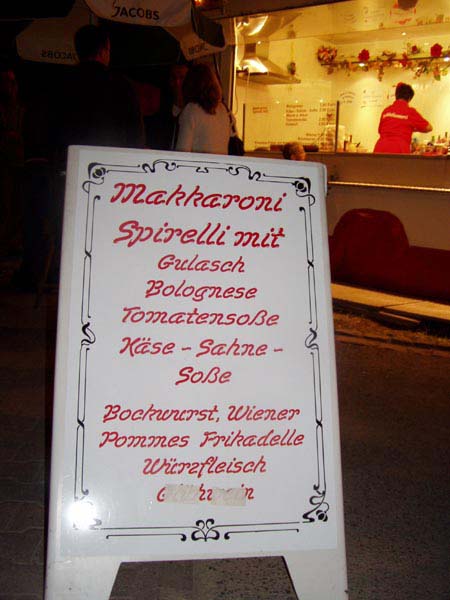 JACOBS
Makkaroni
Spirelli mit
Gulasch
Bolognese
Tomatensoße
Käse - Sahne -
Soße
Bockwurst, Wiener
Pommes Frikadelle
Würzfleisch